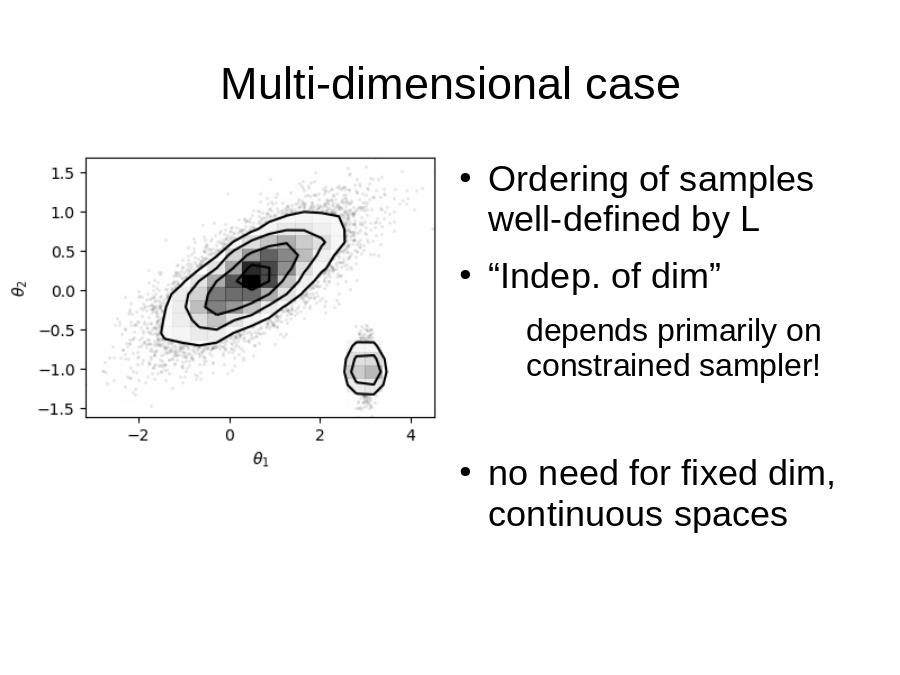 Multi-dimensional case
1.5
1.0
0.5
0.0
−0.5
−1.0
−1.5
θ2
−2
0
2
4
θ1
• Ordering of samples
well-defined by L
• “Indep. of dim”
depends primarily on
constrained sampler!
• no need for fixed dim,
continuous spaces